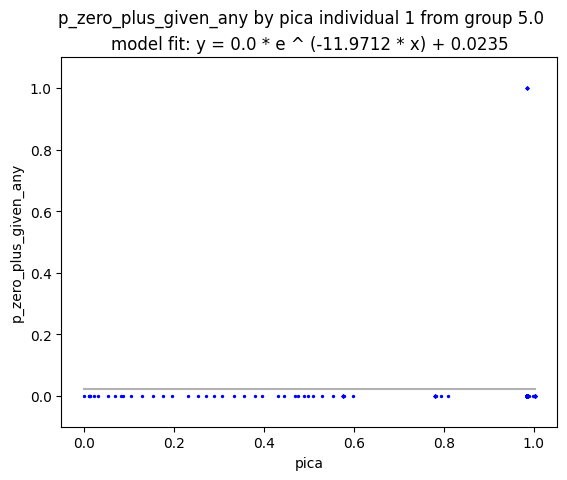 p_zero_plus_given_any by pica individual 1 from group 5.0
model fit: y = 0.0 * e ^ (-11.9712 * x) + 0.0235
1.0
0.8
0.6
0.4
0.2
0.0
p_zero_plus_given_any
0.0 0.2 0.4 0.6 0.8 1.0
pica